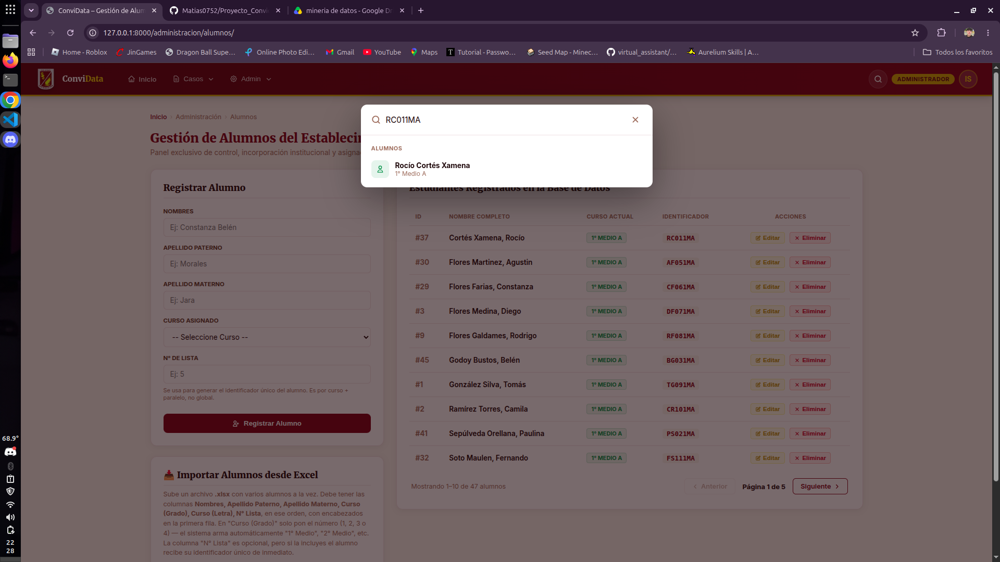 ConviData – Gestión de Alum
Matias0752/Proyecto_Convi
mineria de datos - Google Dr
127.0.0.1:8000/administracion/alumnos/
Home - Roblox
JinGames
Dragon Ball Supe...
Online Photo Edi...
Gmail
YouTube
Maps
Tutorial - Passwo...
Seed Map - Minec...
virtual_assistant/...
Aurelium Skills | A...
Todos los favoritos
ConviData
Inicio
Casos
Admin
ADMINISTRADOR
IS
Inicio › Administración › Alumnos
Gestión de Alumnos del Establecin
Panel exclusivo de control, incorporación institucional y asigna
RC011MA
ALUMNOS
Rocío Cortés Xamena
1° Medio A
Registrar Alumno
NOMBRES
Ej: Constanza Belén
APELLIDO PATERNO
Ej: Morales
APELLIDO MATERNO
Ej: Jara
CURSO ASIGNADO
-- Seleccione Curso --
N° DE LISTA
Ej: 5
Se usa para generar el identificador único del alumno. Es por curso +
paralelo, no global.
Registrar Alumno
Importar Alumnos desde Excel
Sube un archivo .xlsx con varios alumnos a la vez. Debe tener las
columnas Nombres, Apellido Paterno, Apellido Materno, Curso
(Grado), Curso (Letra), N° Lista, en ese orden, con encabezados
en la primera fila. En "Curso (Grado)" solo pon el número (1, 2, 3 o
4) — el sistema arma automáticamente "1° Medio", "2° Medio", etc.
La columna "N° Lista" es opcional, pero si la incluyes el alumno
recibe su identificador único de inmediato.
Estudiantes Registrados en la Base de Datos
ID NOMBRE COMPLETO CURSO ACTUAL IDENTIFICADOR ACCIONES
#37 Cortés Xamena, Rocío 1° MEDIO A RC011MA Editar Eliminar
#30 Flores Martinez, Agustin 1° MEDIO A AF051MA Editar Eliminar
#29 Flores Farias, Constanza 1° MEDIO A CF061MA Editar Eliminar
#3 Flores Medina, Diego 1° MEDIO A DF071MA Editar Eliminar
#9 Flores Galdames, Rodrigo 1° MEDIO A RF081MA Editar Eliminar
#45 Godoy Bustos, Belén 1° MEDIO A BG031MA Editar Eliminar
#1 González Silva, Tomás 1° MEDIO A TG091MA Editar Eliminar
#2 Ramírez Torres, Camila 1° MEDIO A CR101MA Editar Eliminar
#41 Sepúlveda Orellana, Paulina 1° MEDIO A PS021MA Editar Eliminar
#32 Soto Maulen, Fernando 1° MEDIO A FS111MA Editar Eliminar
Mostrando 1–10 de 47 alumnos
Anterior
Página 1 de 5
Siguiente
68.9°
22
28